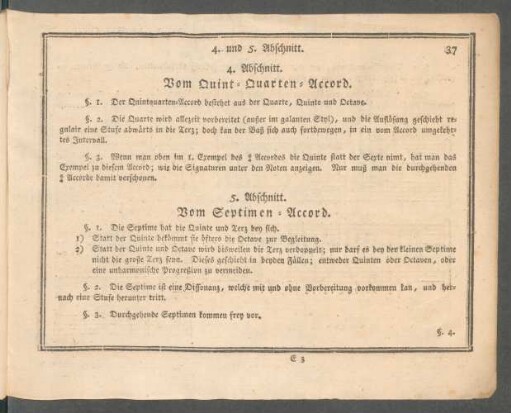 4. und 5. Abschnitt.
37
4. Abschnitt.
Vom Quint-Quarten-Accord.
§. 1. Der Quintquarten-Accord bestehet aus der Quarte, Quinte und Octave.
§. 2. Die Quarte wird allezeit vorbereitet (außer im galanten Styl), und die Auflösung geschieht re-
gulair eine Stufe abwärts in die Terz; doch kan der Baß sich auch fortbewegen, in ein vom Accord umgekehr-
tes Intervall.
§. 3. Wenn man oben im 1. Exempel des Accordes die Quinte statt der Sexte nimt, hat man das
Exempel zu diesem Accord; wie die Signaturen unter den Noten anzeigen. Nur muß man die durchgehenden
Accorde damit verschonen.
5. Abschnitt.
Vom Septimen-Accord.
§. 1. Die Septime hat die Quinte und Terz bey sich.
1) Statt der Quinte bekommt sie öfters die Octave zur Begleitung.
2) Statt der Quinte und Octave wird bisweilen die Terz verdoppelt; nur darf es bey der kleinen Septime
nicht die große Terz seyn. Dieses geschieht in beyden Fällen; entweder Quinten oder Octaven, oder
eine unharmonische Progreßion zu vermeiden.
§. 2. Die Septime ist eine Dissonanz, welche mit und ohne Vorbereitung vorkommen kan, und her-
nach eine Stufe herunter tritt.
§. 3. Durchgehende Septimen kommen frey vor.
§. 4.
E 3